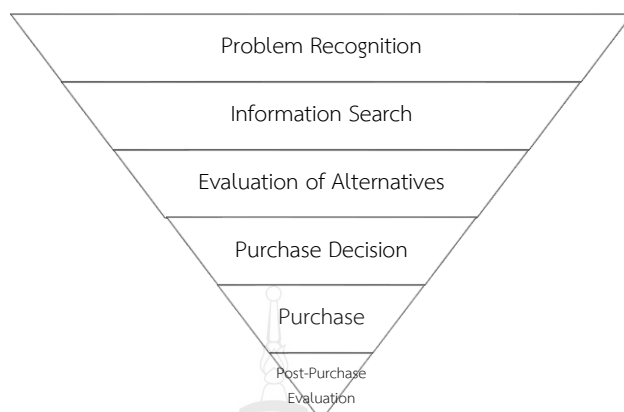 Problem Recognition
Information Search
Evaluation of Alternatives
Purchase Decision
Purchase
Post-Purchase
Evaluation